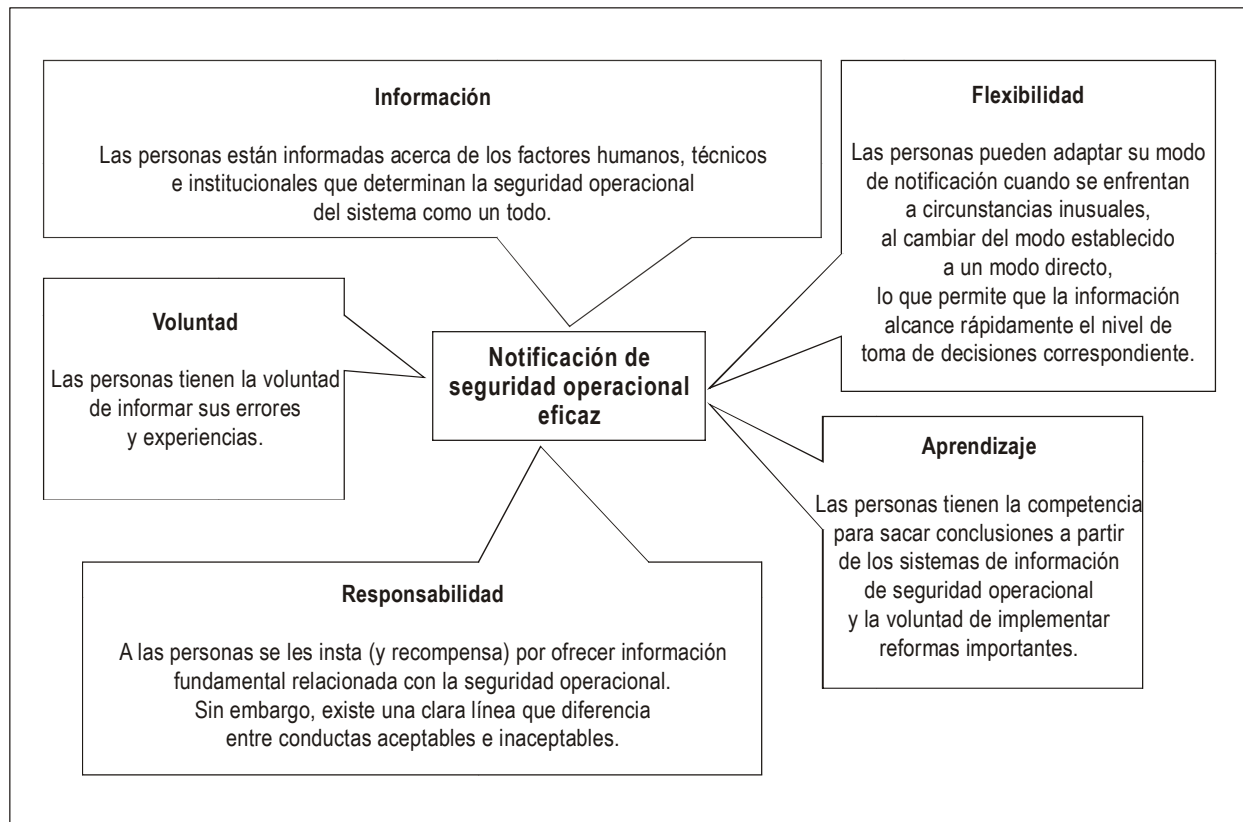 Información
Las personas están informadas acerca de los factores humanos, técnicos
e institucionales que determinan la seguridad operacional
del sistema como un todo.
Flexibilidad
Las personas pueden adaptar su modo
de notificación cuando se enfrentan
a circunstancias inusuales,
al cambiar del modo establecido
a un modo directo,
lo que permite que la información
alcance rápidamente el nivel de
toma de decisiones correspondiente.
Voluntad
Las personas tienen la voluntad
de informar sus errores
y experiencias.
Notificación de
seguridad operacional
eficaz
Aprendizaje
Las personas tienen la competencia
para sacar conclusiones a partir
de los sistemas de información
de seguridad operacional
y la voluntad de implementar
reformas importantes.
Responsabilidad
A las personas se les insta (y recompensa) por ofrecer información
fundamental relacionada con la seguridad operacional.
Sin embargo, existe una clara línea que diferencia
entre conductas aceptables e inaceptables.